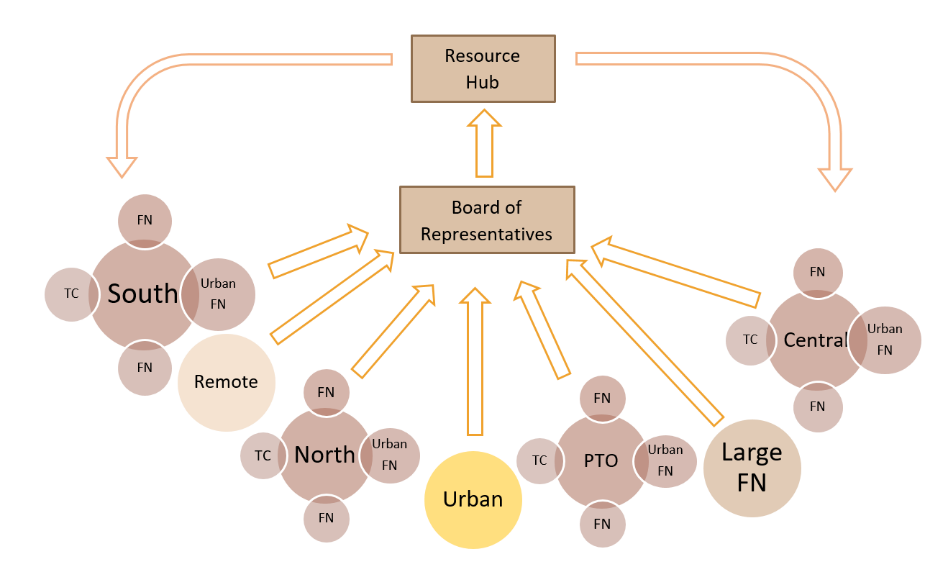 Resource
Hub
Board of
Representatives
FN
TC
South
Urban
FN
FN
Remote
FN
TC
North
Urban
FN
FN
Urban
FN
TC
PTO
Urban
FN
FN
Large
FN
FN
TC
Central
Urban
FN
FN